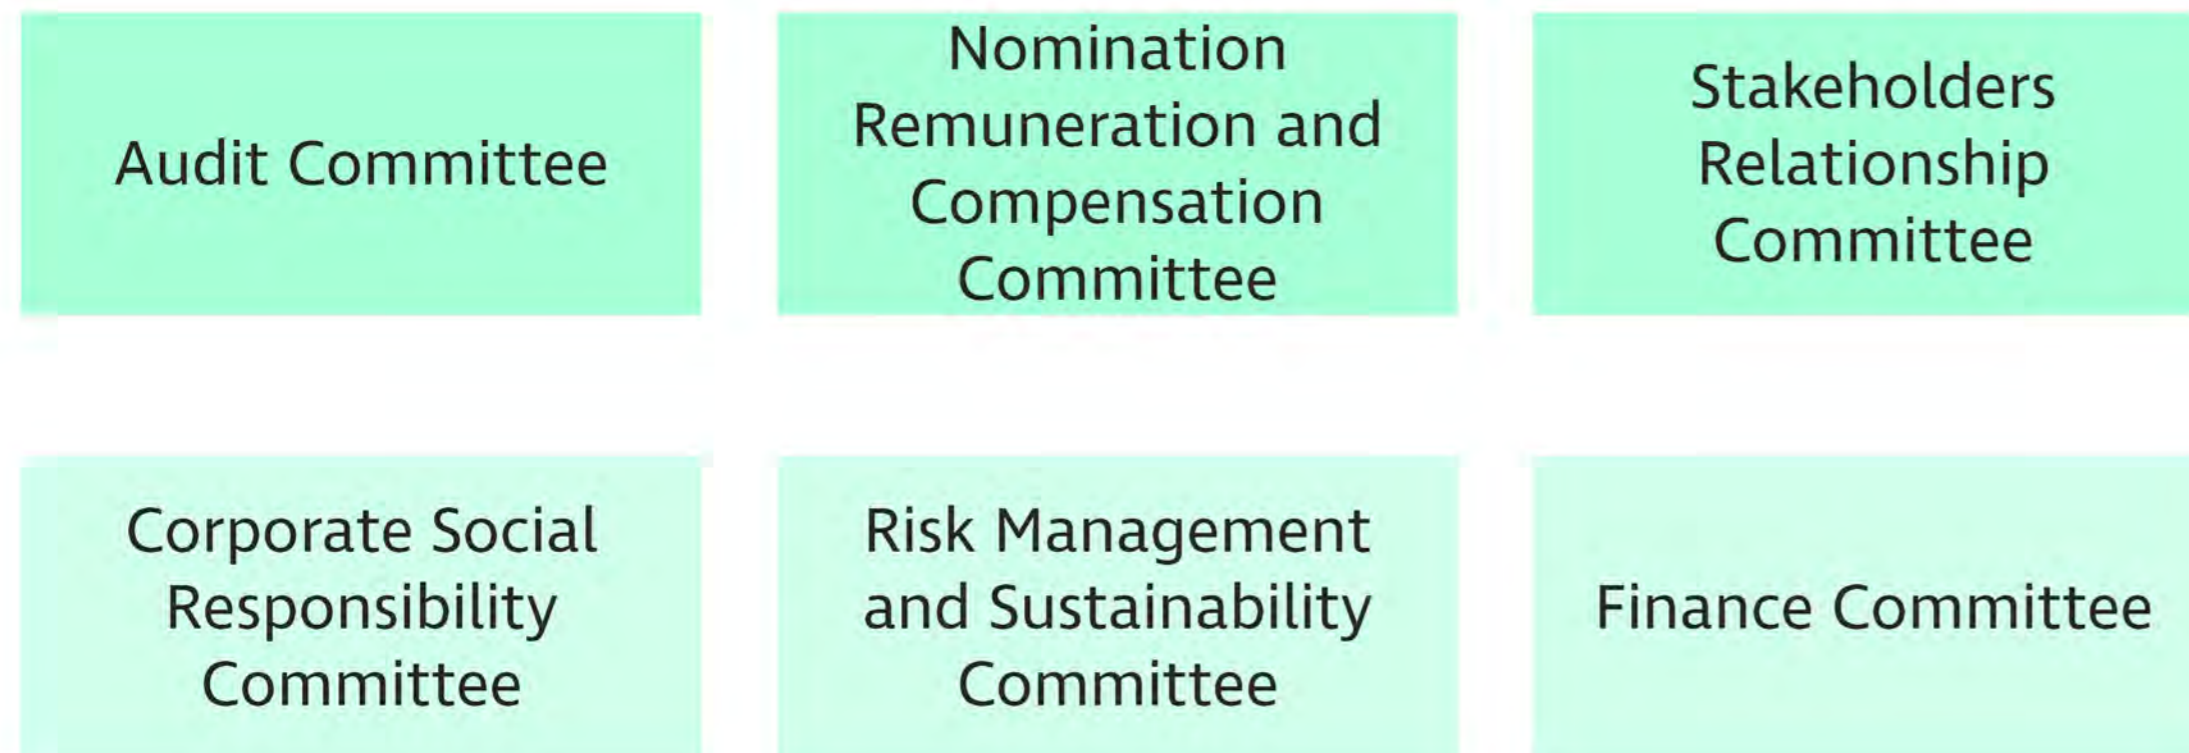 Audit Committee
Nomination
Remuneration and
Compensation
Committee
Stakeholders
Relationship
Committee
Corporate Social
Responsibility
Committee
Risk Management
and Sustainability
Committee
Finance Committee